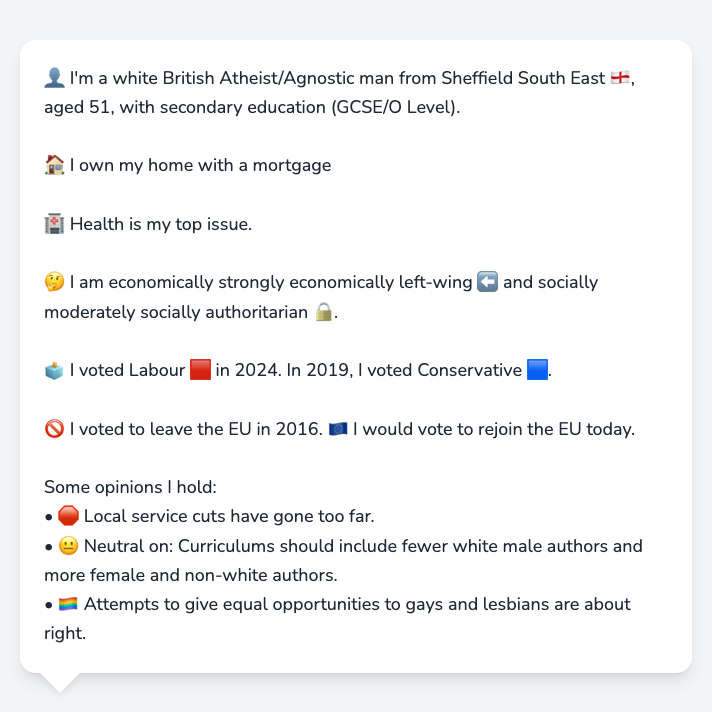 👤 I'm a white British Atheist/Agnostic man from Sheffield South East 🏴󠁧󠁢󠁥󠁮󠁧󠁿,
aged 51, with secondary education (GCSE/O Level).
🏠 I own my home with a mortgage
🏥 Health is my top issue.
🤔 I am economically strongly economically left-wing ⬅️ and socially
moderately socially authoritarian 🔒.
🗳️ I voted Labour 🟥 in 2024. In 2019, I voted Conservative 🟦.
🚫 I voted to leave the EU in 2016. 🇪🇺 I would vote to rejoin the EU today.
Some opinions I hold:
• 🛑 Local service cuts have gone too far.
• 😐 Neutral on: Curriculums should include fewer white male authors and
more female and non-white authors.
• 🏳️‍🌈 Attempts to give equal opportunities to gays and lesbians are about
right.